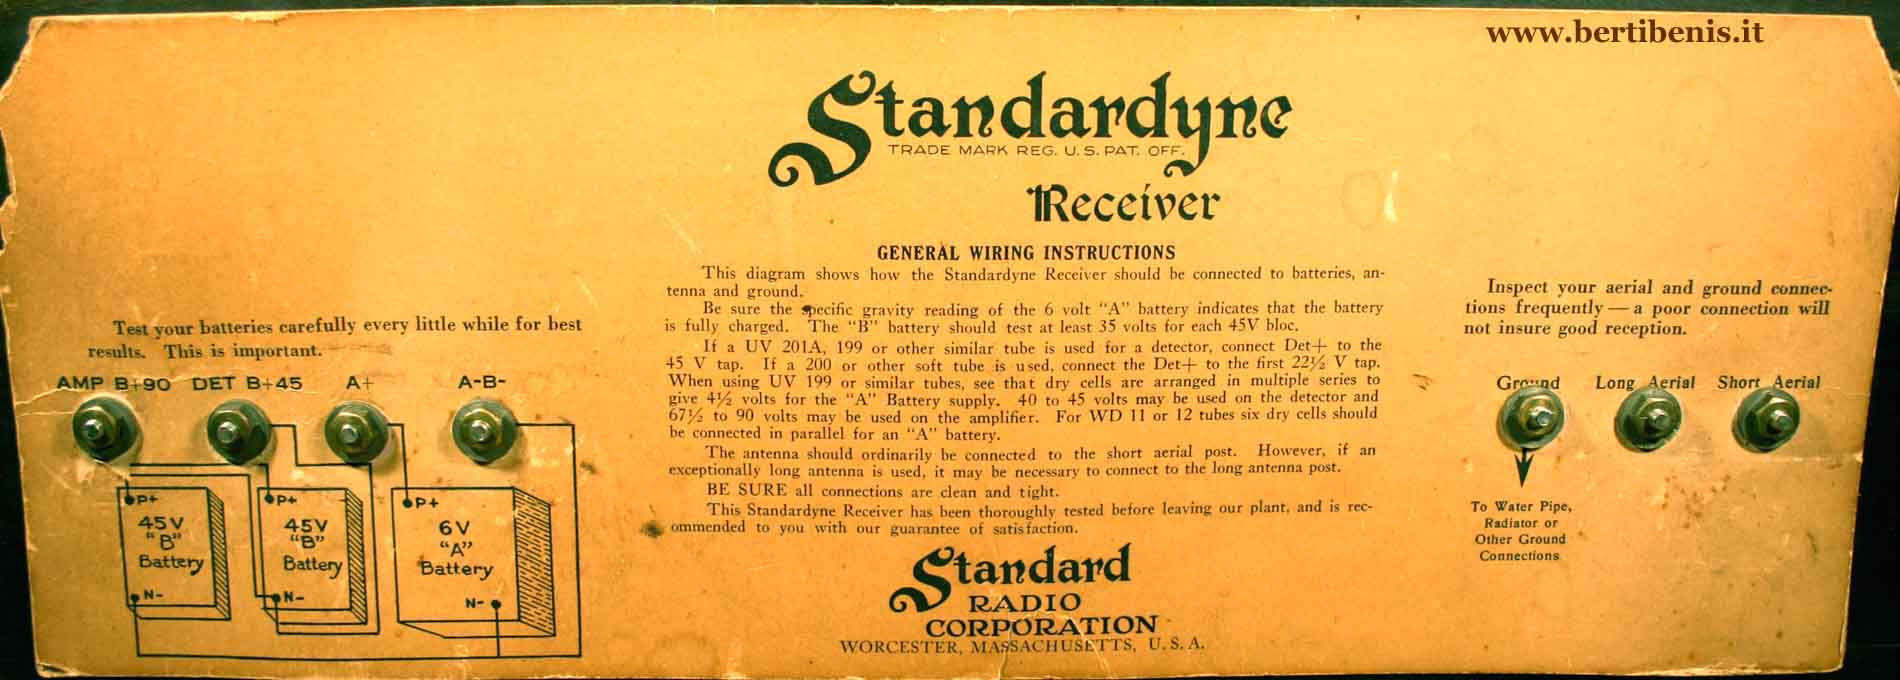 www.bertibenis.it
Standardyne
TRADE MARK REG. U.S. PAT. OFF.
Receiver
GENERAL WIRING INSTRUCTIONS
This diagram shows how the Standardyne Receiver should be connected to batteries, an-
tenna and ground.
Be sure the specific gravity reading of the 6 volt "A" battery indicates that the battery
is fully charged. The "B" battery should test at least 35 volts for each 45V bloc.
If a UV 201A, 199 or other similar tube is used for a detector, connect Det+ to the
45 V tap. If a 200 or other soft tube is used, connect the Det+ to the first 22½ V tap.
When using UV 199 or similar tubes, see that dry cells are arranged in multiple series to
give 4½ volts for the "A" Battery supply. 40 to 45 volts may be used on the detector and
67½ to 90 volts may be used on the amplifier. For WD 11 or 12 tubes six dry cells should
be connected in parallel for an "A" battery.
The antenna should ordinarily be connected to the short aerial post. However, if an
exceptionally long antenna is used, it may be necessary to connect to the long antenna post.
BE SURE all connections are clean and tight.
This Standardyne Receiver has been thoroughly tested before leaving our plant, and is rec-
ommended to you with our guarantee of satisfaction.
Standard
RADIO
CORPORATION
WORCESTER, MASSACHUSETTS, U.S.A.
Test your batteries carefully every little while for best
results. This is important.
AMP B+90 DET B+45 A+ A-B-
P+ P+ P+
45V
"B"
Battery
N-
45V
"B"
Battery
N-
6V
"A"
Battery
N-
Inspect your aerial and ground connec-
tions frequently — a poor connection will
not insure good reception.
Ground Long Aerial Short Aerial
To Water Pipe,
Radiator or
Other Ground
Connections